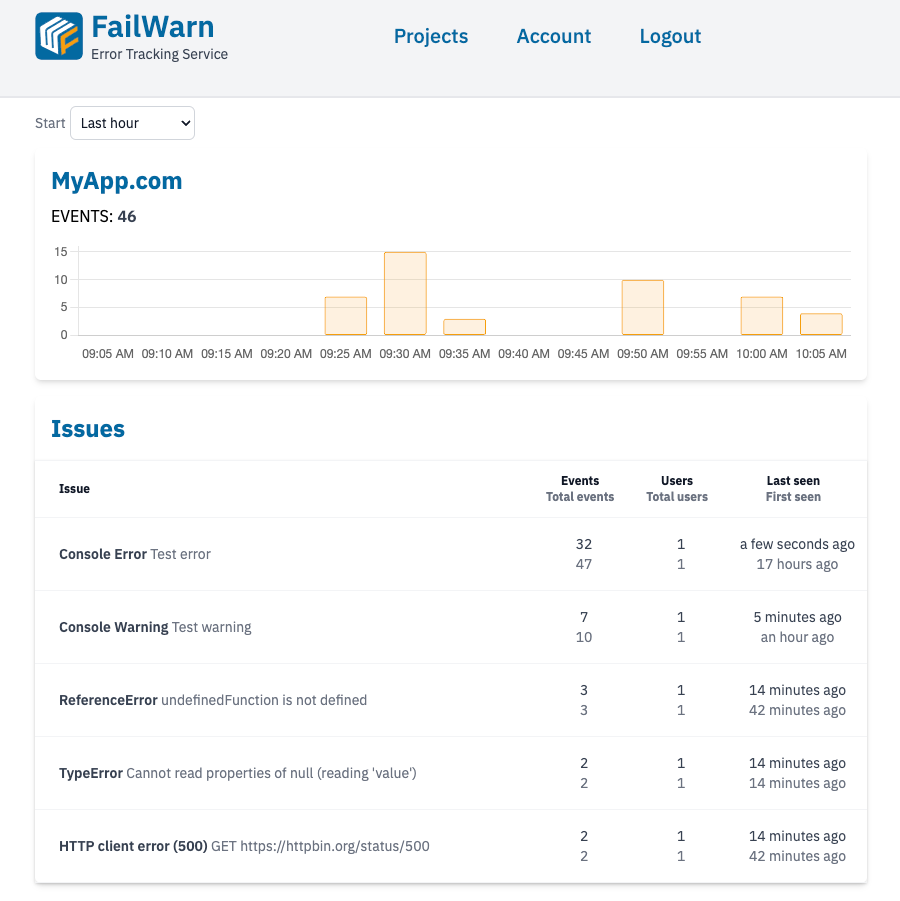 FailWarn
Error Tracking Service
Projects Account Logout
Start Last hour
MyApp.com
EVENTS: 46
15
10
5
0
09:05 AM 09:10 AM 09:15 AM 09:20 AM 09:25 AM 09:30 AM 09:35 AM 09:40 AM 09:45 AM 09:50 AM 09:55 AM 10:00 AM 10:05 AM
Issues
Issue
Events
Total events
Users
Total users
Last seen
First seen
Console Error Test error
32 1 a few seconds ago
47 1 17 hours ago
Console Warning Test warning
7 1 5 minutes ago
10 1 an hour ago
ReferenceError undefinedFunction is not defined
3 1 14 minutes ago
3 1 42 minutes ago
TypeError Cannot read properties of null (reading 'value')
2 1 14 minutes ago
2 1 14 minutes ago
HTTP client error (500) GET https://httpbin.org/status/500
2 1 14 minutes ago
2 1 42 minutes ago